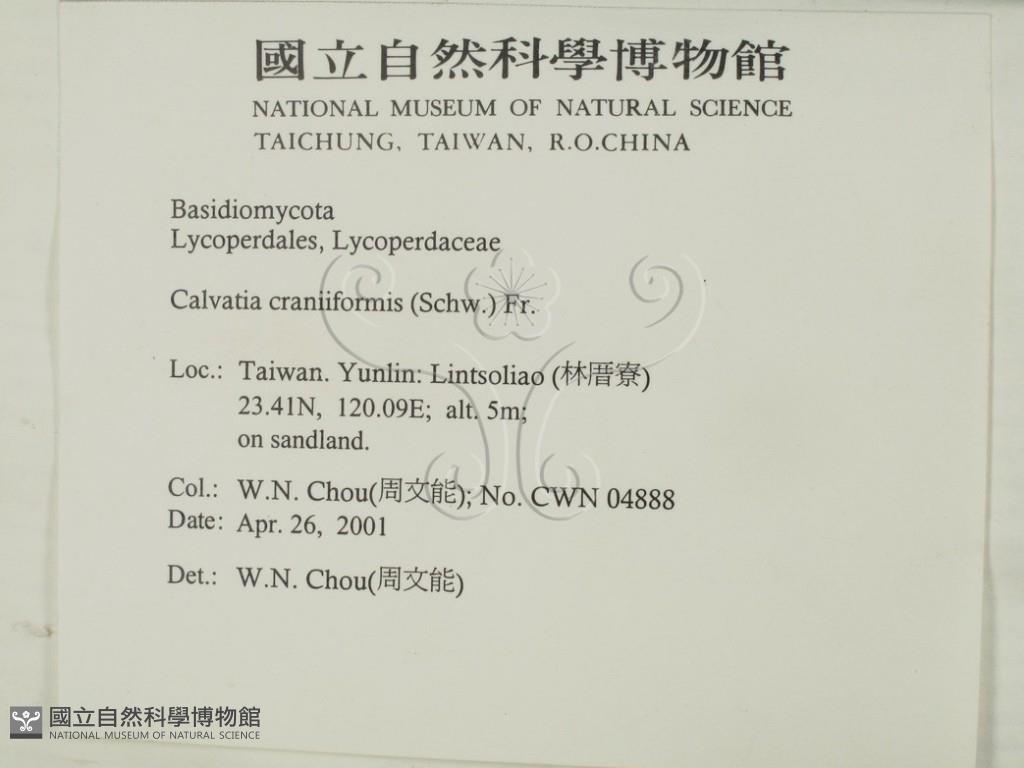 國立自然科學博物館
NATIONAL MUSEUM OF NATURAL SCIENCE
TAICHUNG, TAIWAN, R.O.CHINA
Basidiomycota
Lycoperdales, Lycoperdaceae
Calvatia craniiformis (Schw.) Fr.
Loc.: Taiwan. Yunlin: Lintsoliao (林厝寮)
23.41N, 120.09E; alt. 5m;
on sandland.
Col.: W.N. Chou(周文能); No. CWN 04888
Date: Apr. 26, 2001
Det.: W.N. Chou(周文能)
國立自然科學博物館
NATIONAL MUSEUM OF NATURAL SCIENCE